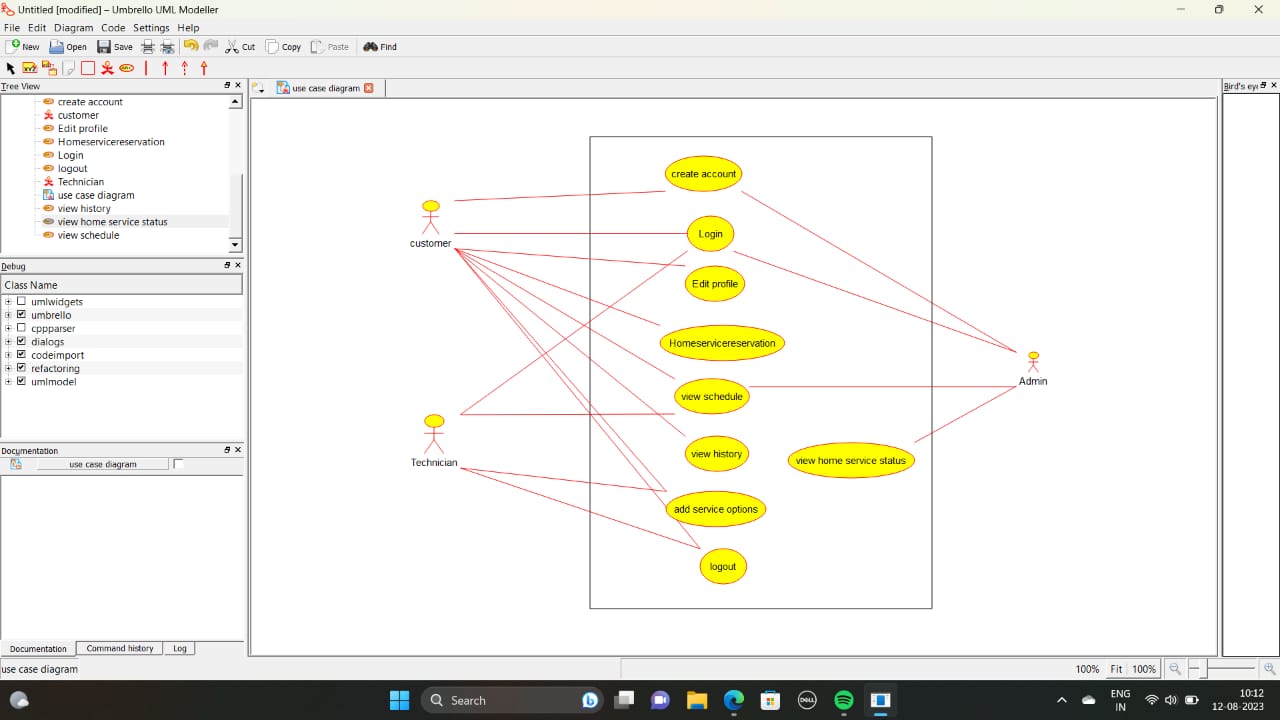 Untitled [modified] – Umbrello UML Modeller
File Edit Diagram Code Settings Help
New Open Save Cut Copy Paste Find
Tree View
create account
customer
Edit profile
Homeservicereservation
Login
logout
Technician
use case diagram
view history
view home service status
view schedule
Debug
Class Name
umlwidgets
umbrello
cppparser
dialogs
codeimport
refactoring
umlmodel
Documentation
use case diagram
Documentation Command history Log
use case diagram
use case diagram
Bird's eye
create account
Login
customer
Edit profile
Homeservicereservation
Admin
view schedule
view history
view home service status
Technician
add service options
logout
100% Fit 100%
Search
DELL
ENG
IN
10:12
12-08-2023